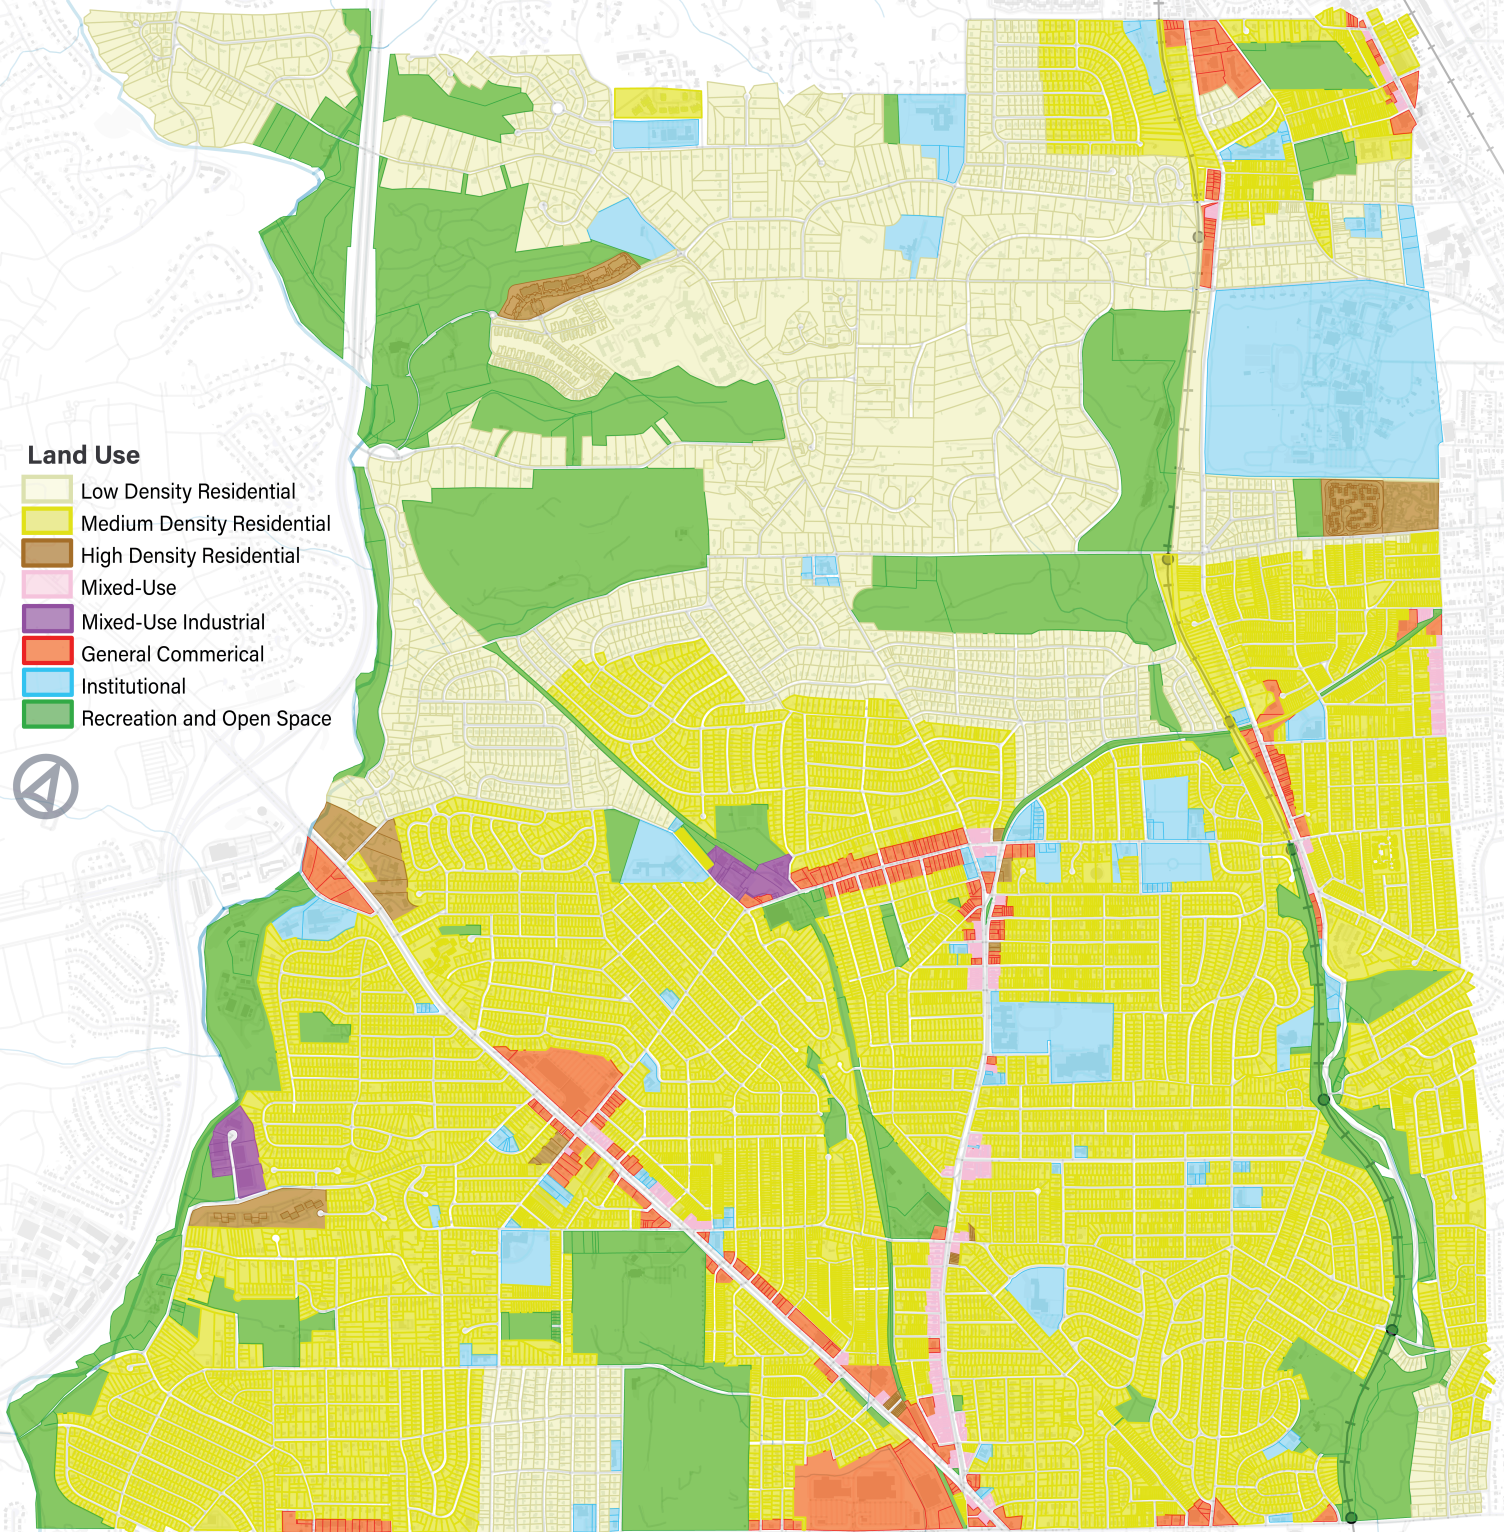 Land Use
Low Density Residential
Medium Density Residential
High Density Residential
Mixed-Use
Mixed-Use Industrial
General Commerical
Institutional
Recreation and Open Space